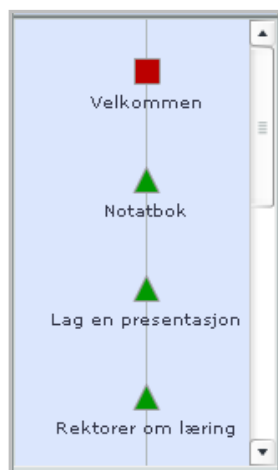 Velkommen
Notatbok
Lag en presentasjon
Rektorer om læring